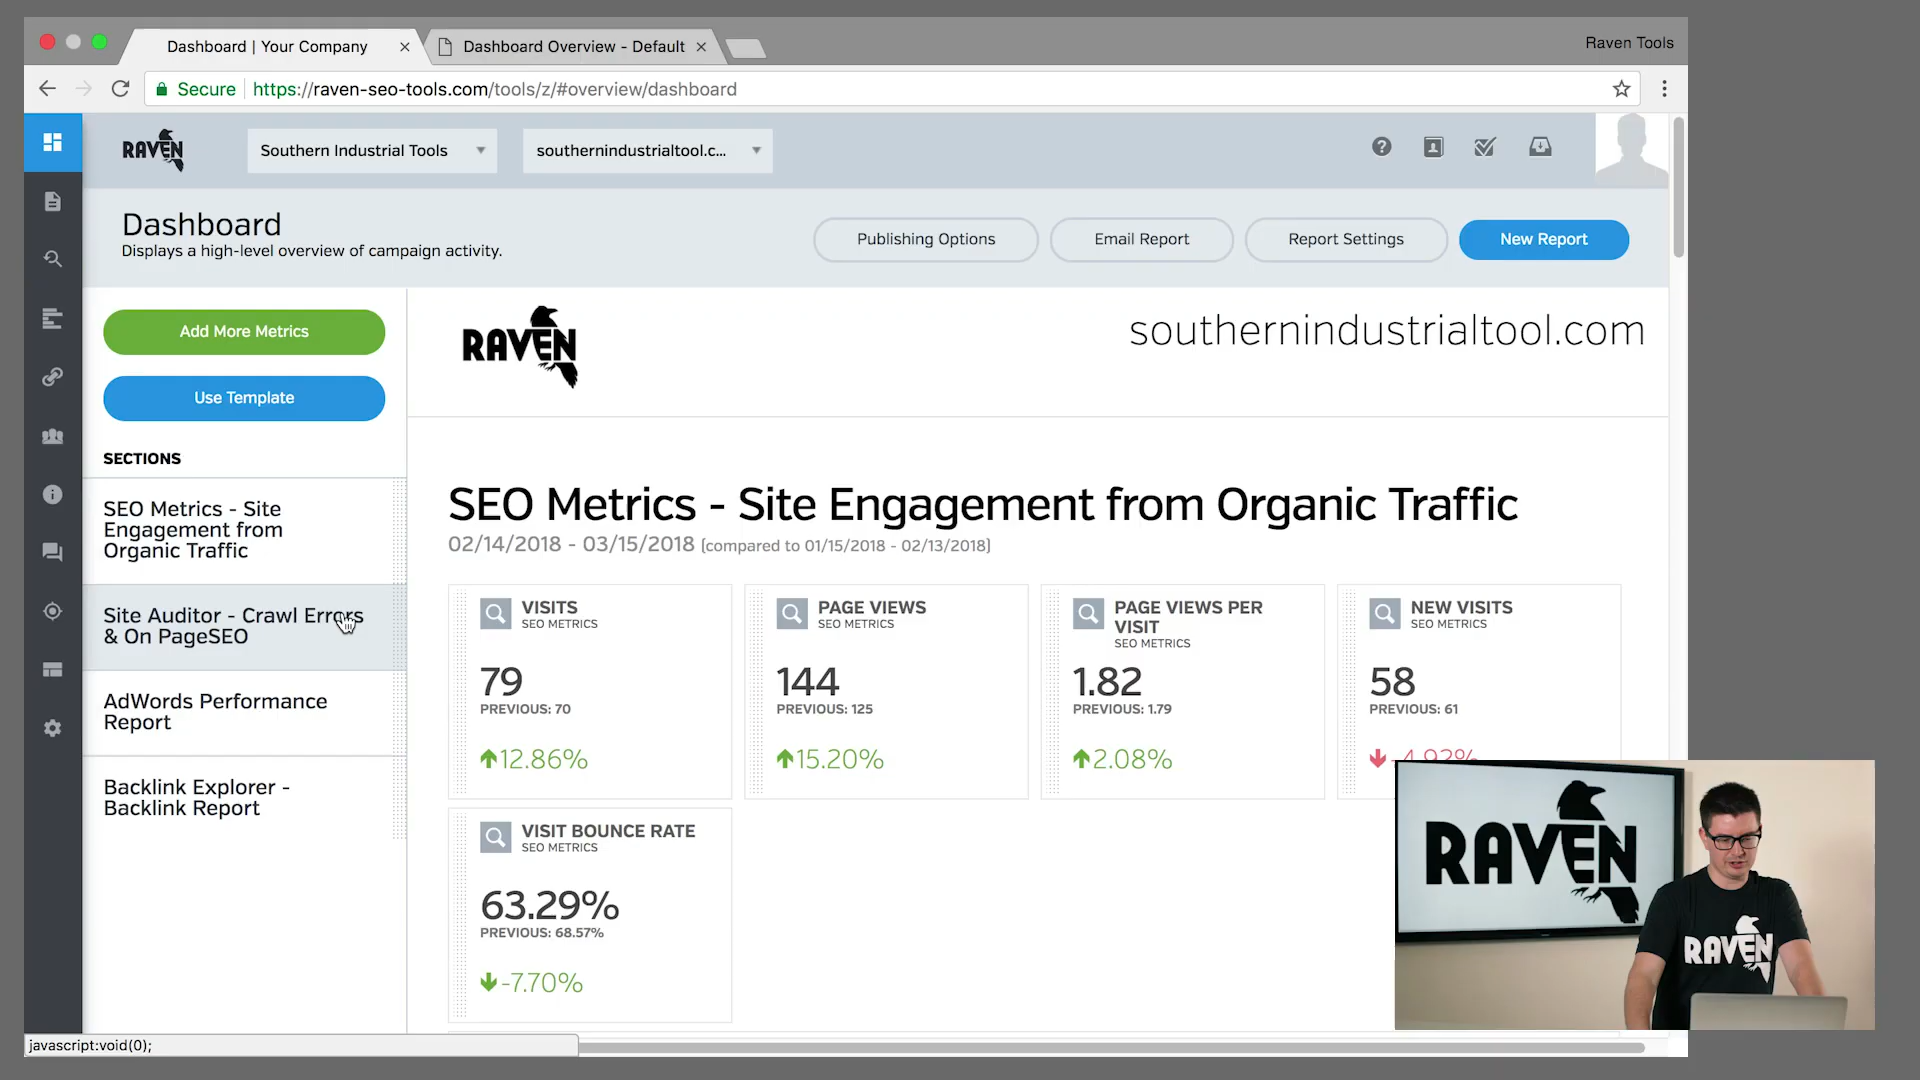 Dashboard | Your Company
Dashboard Overview - Default
Raven Tools
Secure
https://raven-seo-tools.com/tools/z/#overview/dashboard
RAVEN
Southern Industrial Tools
southernindustrialtool.c...
Dashboard
Displays a high-level overview of campaign activity.
Publishing Options
Email Report
Report Settings
New Report
Add More Metrics
Use Template
SECTIONS
SEO Metrics - Site
Engagement from
Organic Traffic
Site Auditor - Crawl Errors
& On PageSEO
AdWords Performance
Report
Backlink Explorer -
Backlink Report
RAVEN
southernindustrialtool.com
SEO Metrics - Site Engagement from Organic Traffic
02/14/2018 - 03/15/2018 (compared to 01/15/2018 - 02/13/2018)
VISITS
SEO METRICS
79
PREVIOUS: 70
12.86%
PAGE VIEWS
SEO METRICS
144
PREVIOUS: 125
15.20%
PAGE VIEWS PER
VISIT
SEO METRICS
1.82
PREVIOUS: 1.79
2.08%
NEW VISITS
SEO METRICS
58
PREVIOUS: 61
-4.92%
VISIT BOUNCE RATE
SEO METRICS
63.29%
PREVIOUS: 68.57%
-7.70%
RAVEN
RAVEN
javascript:void(0);